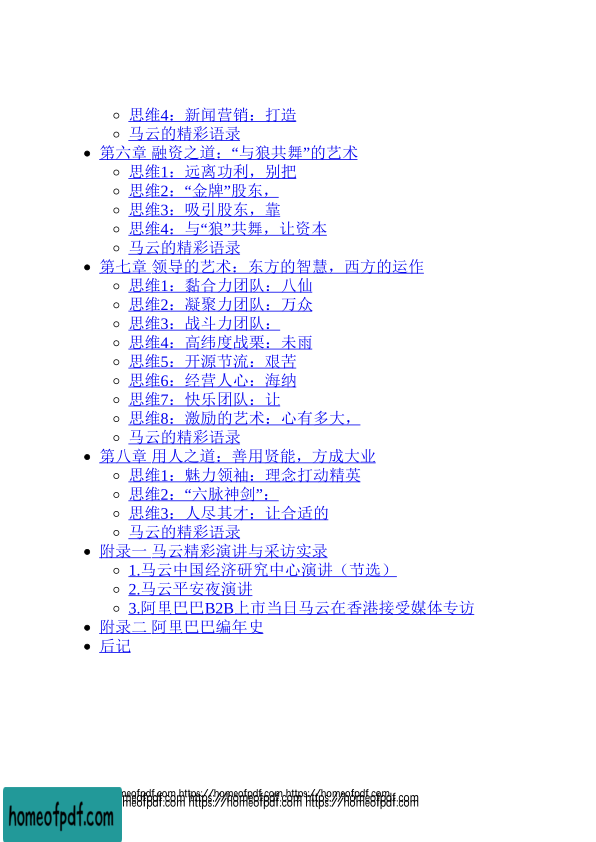 思维4：新闻营销：打造
马云的精彩语录
第六章 融资之道：“与狼共舞”的艺术
思维1：远离功利，别把
思维2：“金牌”股东，
思维3：吸引股东，靠
思维4：与“狼”共舞，让资本
马云的精彩语录
第七章 领导的艺术：东方的智慧，西方的运作
思维1：黏合力团队：八仙
思维2：凝聚力团队：万众
思维3：战斗力团队：
思维4：高纬度战栗：未雨
思维5：开源节流：艰苦
思维6：经营人心：海纳
思维7：快乐团队：让
思维8：激励的艺术：心有多大，
马云的精彩语录
第八章 用人之道：善用贤能，方成大业
思维1：魅力领袖：理念打动精英
思维2：“六脉神剑”：
思维3：人尽其才：让合适的
马云的精彩语录
附录一 马云精彩演讲与采访实录
1.马云中国经济研究中心演讲（节选）
2.马云平安夜演讲
3.阿里巴巴B2B上市当日马云在香港接受媒体专访
附录二 阿里巴巴编年史
后记
meofpdf.com https://homeofpdf.com https://homeofpdf.com
meofpdf.com https://homeofpdf.com https://homeofpdf.com
homeofpdf.com